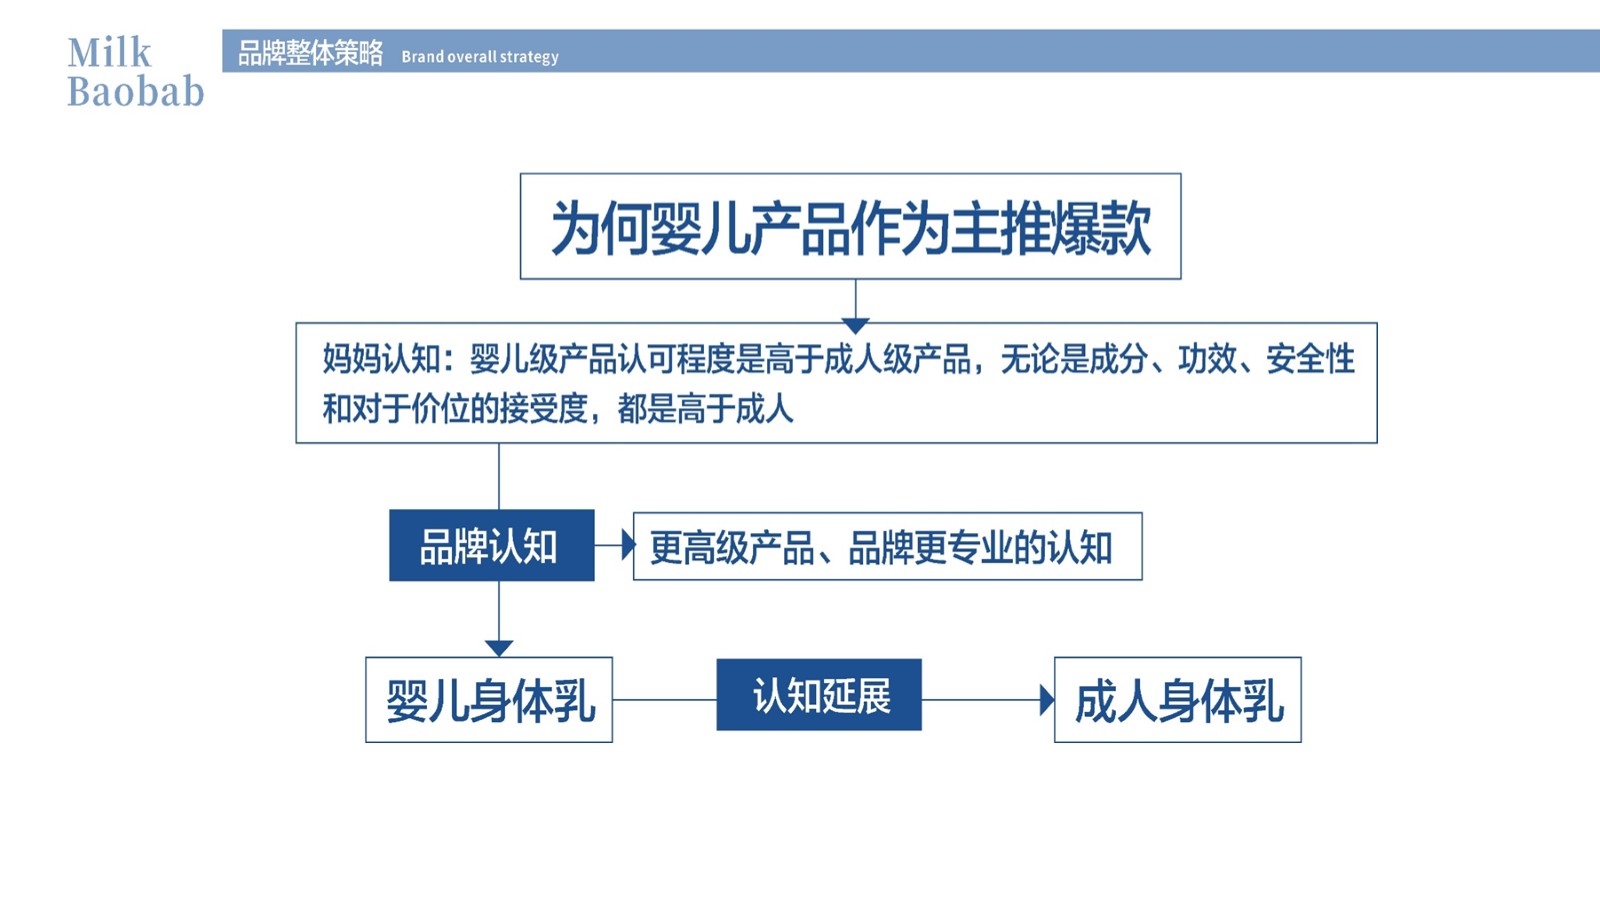 Milk
Baobab
品牌整体策略 Brand overall strategy
为何婴儿产品作为主推爆款
妈妈认知：婴儿级产品认可程度是高于成人级产品，无论是成分、功效、安全性
和对于价位的接受度，都是高于成人
品牌认知
更高级产品、品牌更专业的认知
婴儿身体乳
认知延展
成人身体乳